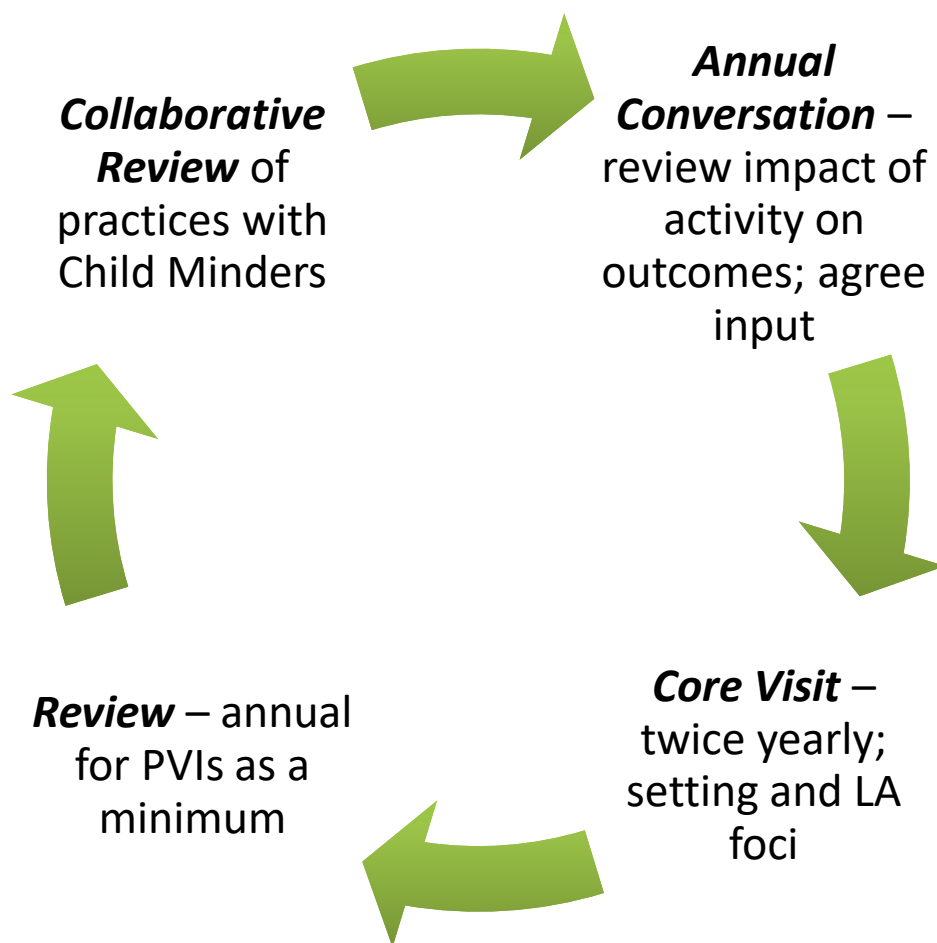 Collaborative
Review of
practices with
Child Minders
Annual
Conversation –
review impact of
activity on
outcomes; agree
input
Core Visit –
twice yearly;
setting and LA
foci
Review – annual
for PVIs as a
minimum